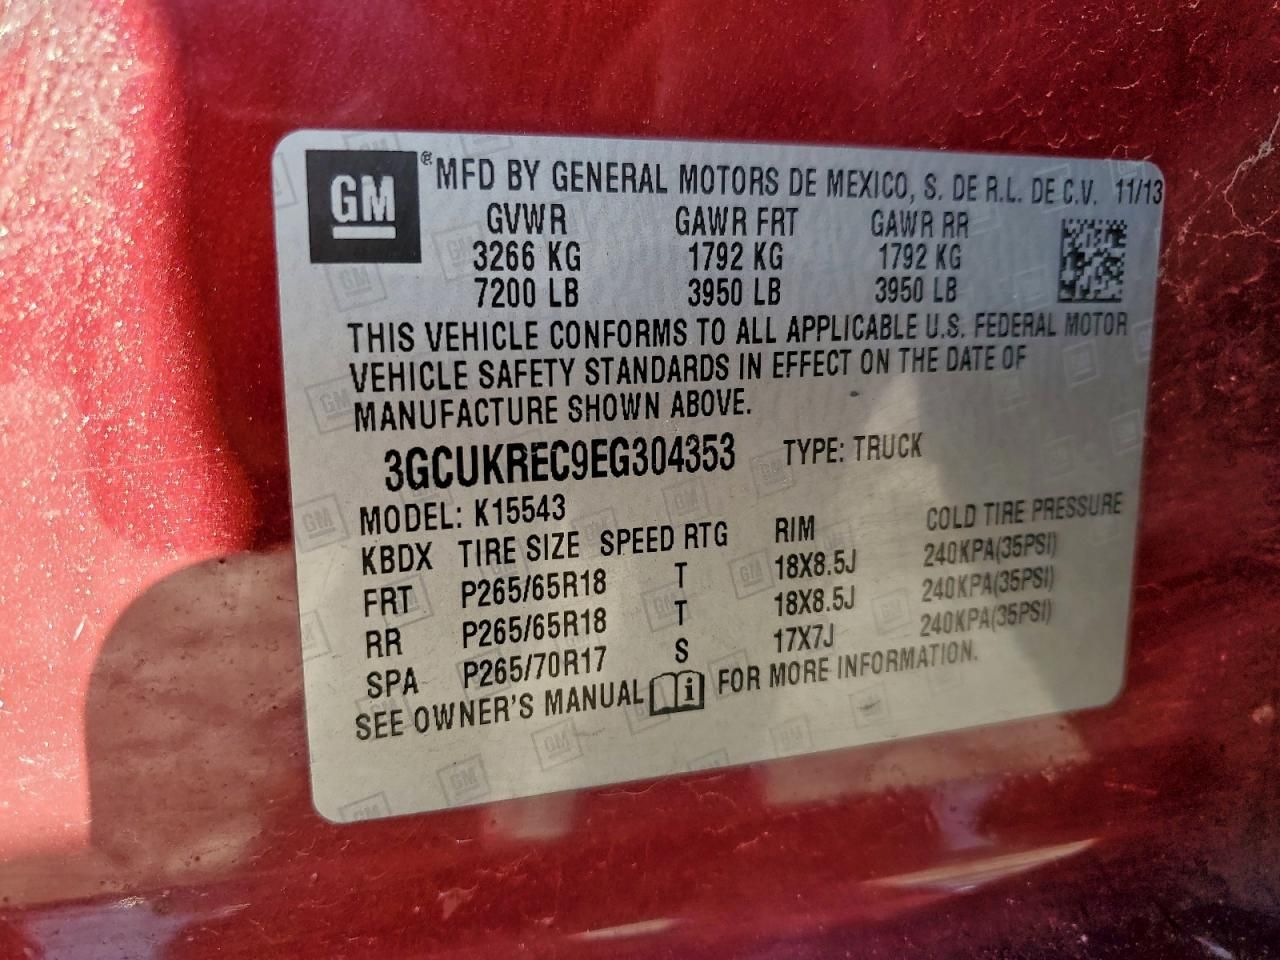 GM
® MFD BY GENERAL MOTORS DE MEXICO, S. DE R.L. DE C.V. 11/13
GVWR GAWR FRT GAWR RR
3266 KG 1792 KG 1792 KG
7200 LB 3950 LB 3950 LB
THIS VEHICLE CONFORMS TO ALL APPLICABLE U.S. FEDERAL MOTOR
VEHICLE SAFETY STANDARDS IN EFFECT ON THE DATE OF
MANUFACTURE SHOWN ABOVE.
3GCUKREC9EG304353 TYPE: TRUCK
MODEL: K15543
KBDX TIRE SIZE SPEED RTG RIM COLD TIRE PRESSURE
FRT P265/65R18 T 18X8.5J 240KPA(35PSI)
RR P265/65R18 T 18X8.5J 240KPA(35PSI)
SPA P265/70R17 S 17X7J 240KPA(35PSI)
SEE OWNER'S MANUAL FOR MORE INFORMATION.